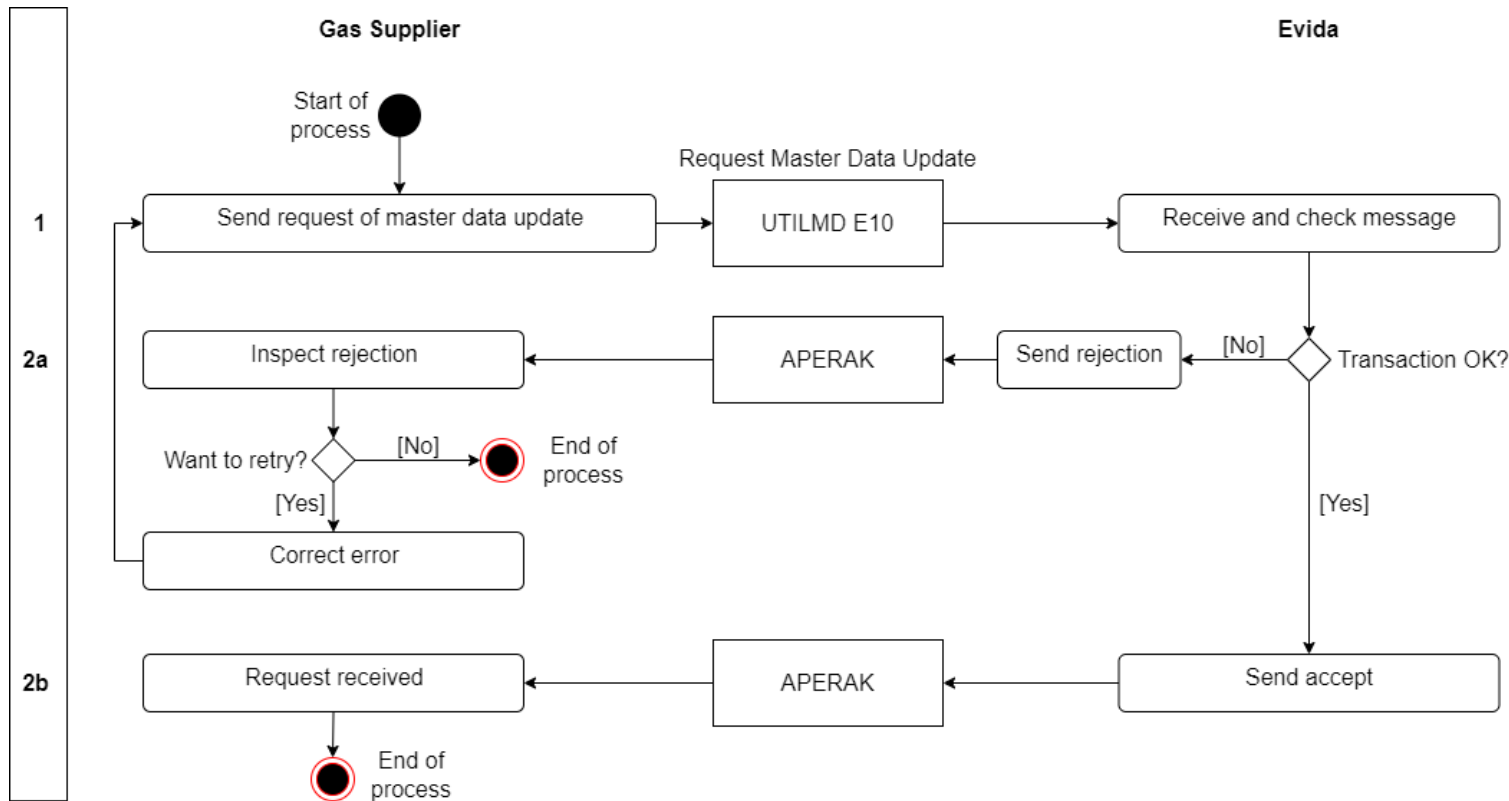 Gas Supplier
Evida
Start of
process
Request Master Data Update
1
Send request of master data update
UTILMD E10
Receive and check message
2a
Inspect rejection
APERAK
Send rejection
[No]
Transaction OK?
Want to retry?
[No]
End of
process
[Yes]
[Yes]
Correct error
2b
Request received
APERAK
Send accept
End of
process